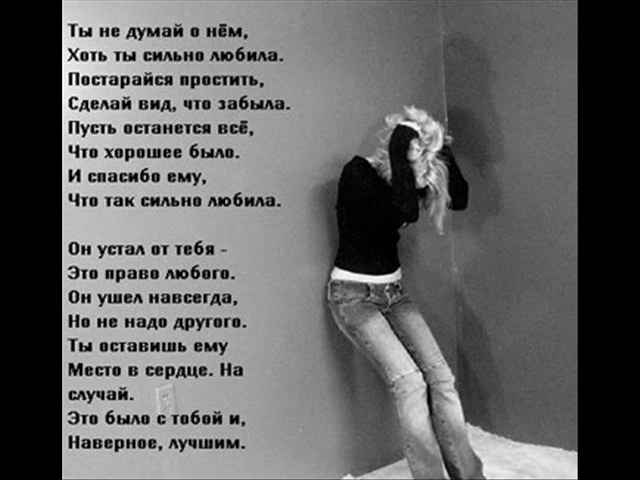 Ты не думай о нём,
Хоть ты сильно любила.
Постарайся простить,
Сделай вид, что забыла.
Пусть останется всё,
Что хорошее было.
И спасибо ему,
Что так сильно любила.
Он устал от тебя -
Это право любого.
Он ушел навсегда,
Но не надо другого.
Ты оставишь ему
Место в сердце. На
случай.
Это было с тобой и,
Наверное, лучшим.